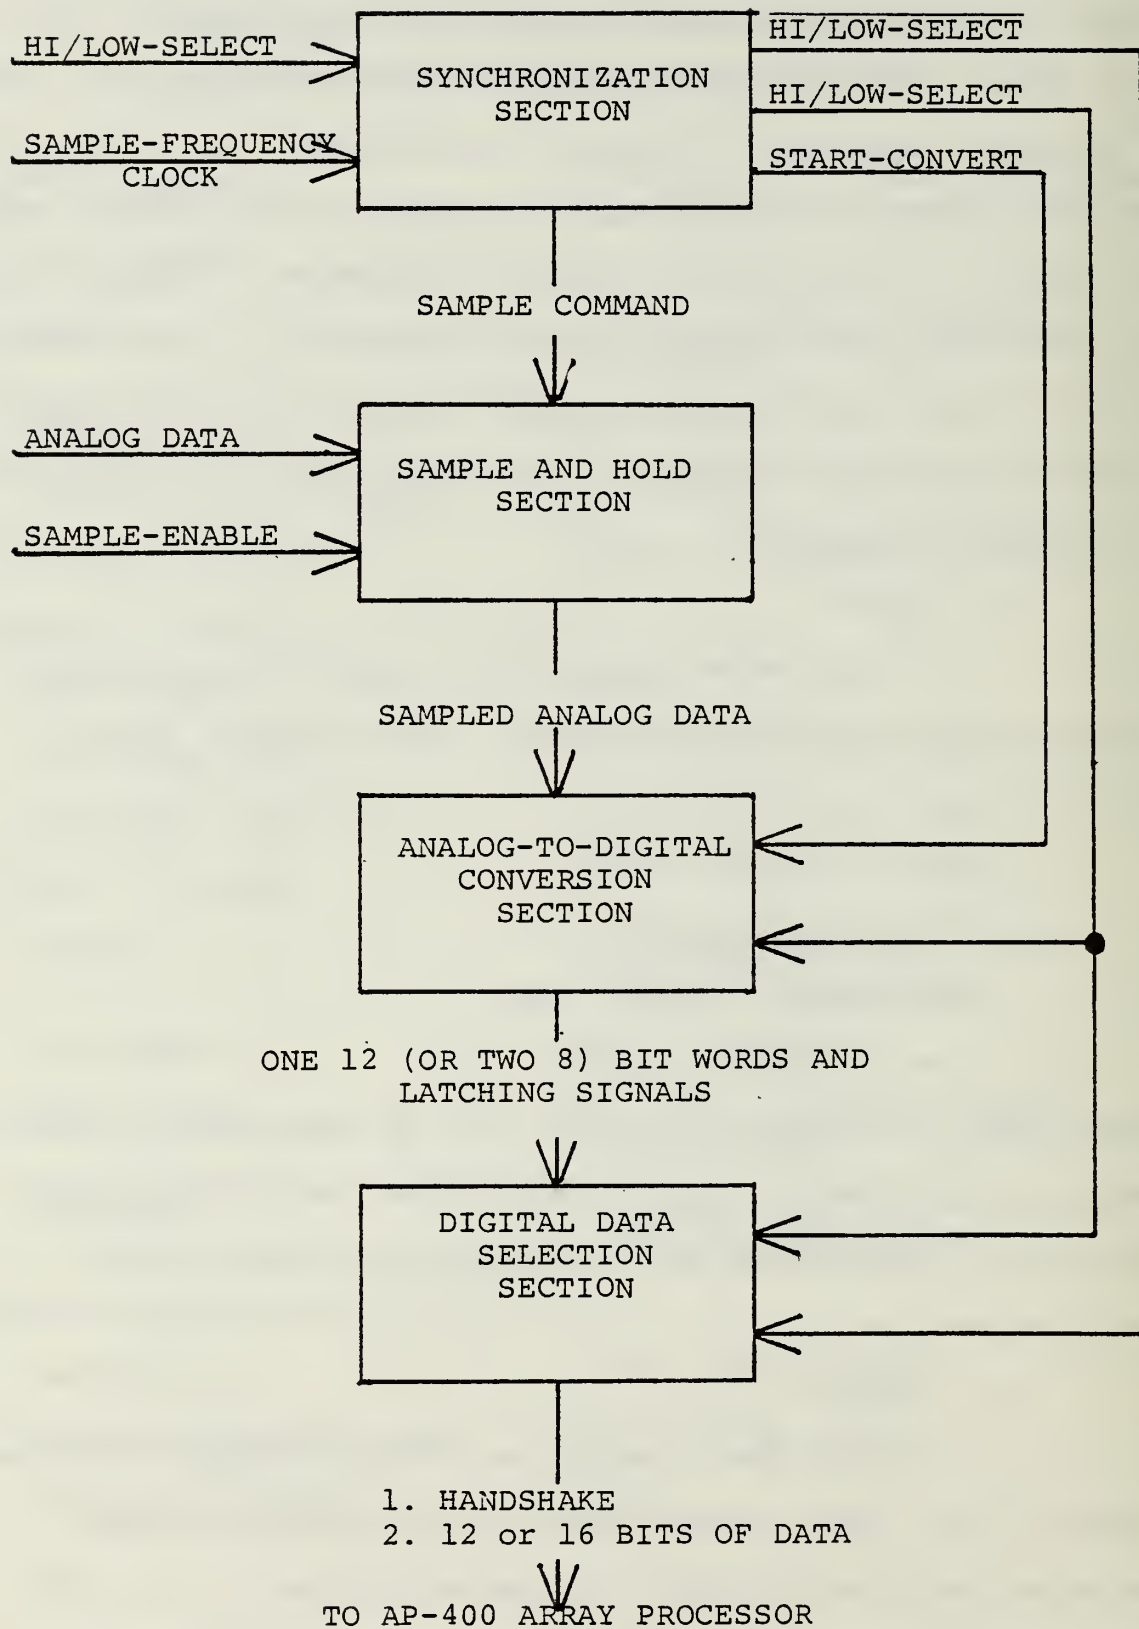 HI/LOW-SELECT
SAMPLE-FREQUENCY
CLOCK
SYNCHRONIZATION
SECTION
HI/LOW-SELECT
HI/LOW-SELECT
START-CONVERT
SAMPLE COMMAND
ANALOG DATA
SAMPLE-ENABLE
SAMPLE AND HOLD
SECTION
SAMPLED ANALOG DATA
ANALOG-TO-DIGITAL
CONVERSION
SECTION
ONE 12 (OR TWO 8) BIT WORDS AND
LATCHING SIGNALS
DIGITAL DATA
SELECTION
SECTION
1. HANDSHAKE
2. 12 or 16 BITS OF DATA
TO AP-400 ARRAY PROCESSOR